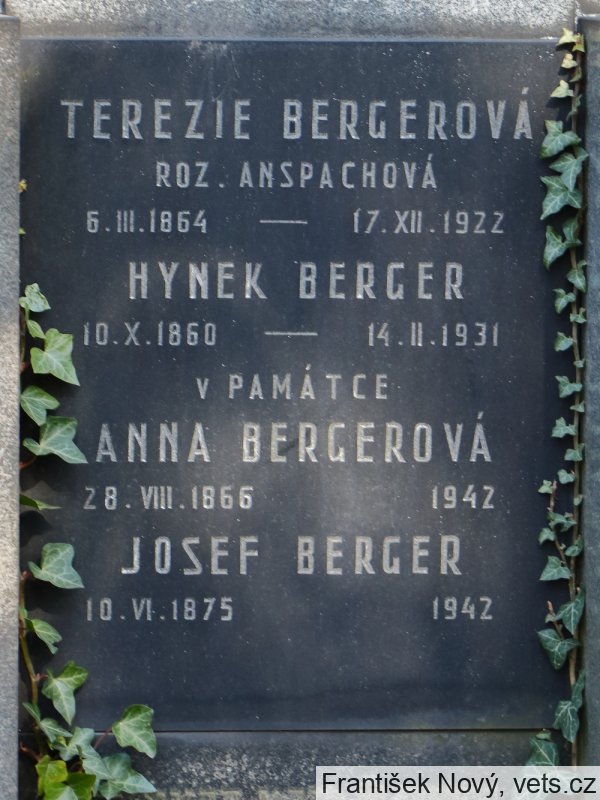 TEREZIE BERGEROVÁ
ROZ. ANSPACHOVÁ
6.III.1864 — 17.XII.1922
HYNEK BERGER
10.X.1860 — 14.II.1931
V PAMÁTCE
ANNA BERGEROVÁ
28.VIII.1866 1942
JOSEF BERGER
10.VI.1875 1942
František Nový, vets.cz